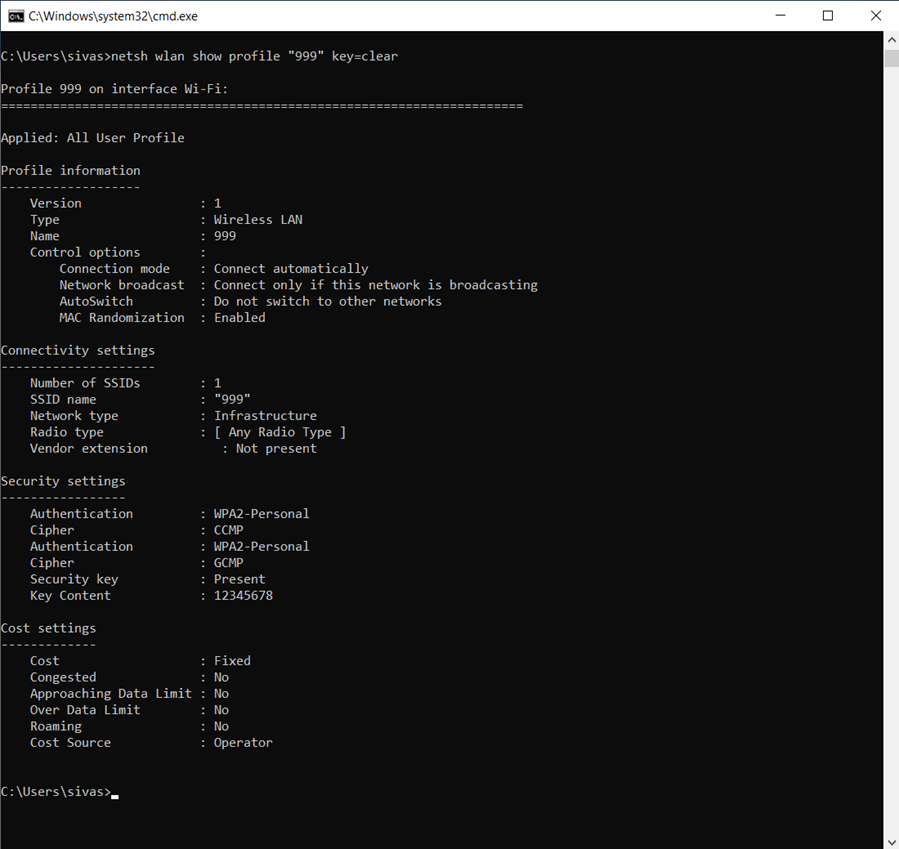 C:\Windows\system32\cmd.exe
C:\Users\sivas>netsh wlan show profile "999" key=clear
Profile 999 on interface Wi-Fi:
=======================================================================
Applied: All User Profile
Profile information
-------------------
    Version                : 1
    Type                   : Wireless LAN
    Name                   : 999
    Control options        :
        Connection mode    : Connect automatically
        Network broadcast  : Connect only if this network is broadcasting
        AutoSwitch         : Do not switch to other networks
        MAC Randomization  : Enabled
Connectivity settings
---------------------
    Number of SSIDs        : 1
    SSID name              : "999"
    Network type           : Infrastructure
    Radio type             : [ Any Radio Type ]
    Vendor extension          : Not present
Security settings
-----------------
    Authentication         : WPA2-Personal
    Cipher                 : CCMP
    Authentication         : WPA2-Personal
    Cipher                 : GCMP
    Security key           : Present
    Key Content            : 12345678
Cost settings
-------------
    Cost                   : Fixed
    Congested              : No
    Approaching Data Limit : No
    Over Data Limit        : No
    Roaming                : No
    Cost Source            : Operator
C:\Users\sivas>